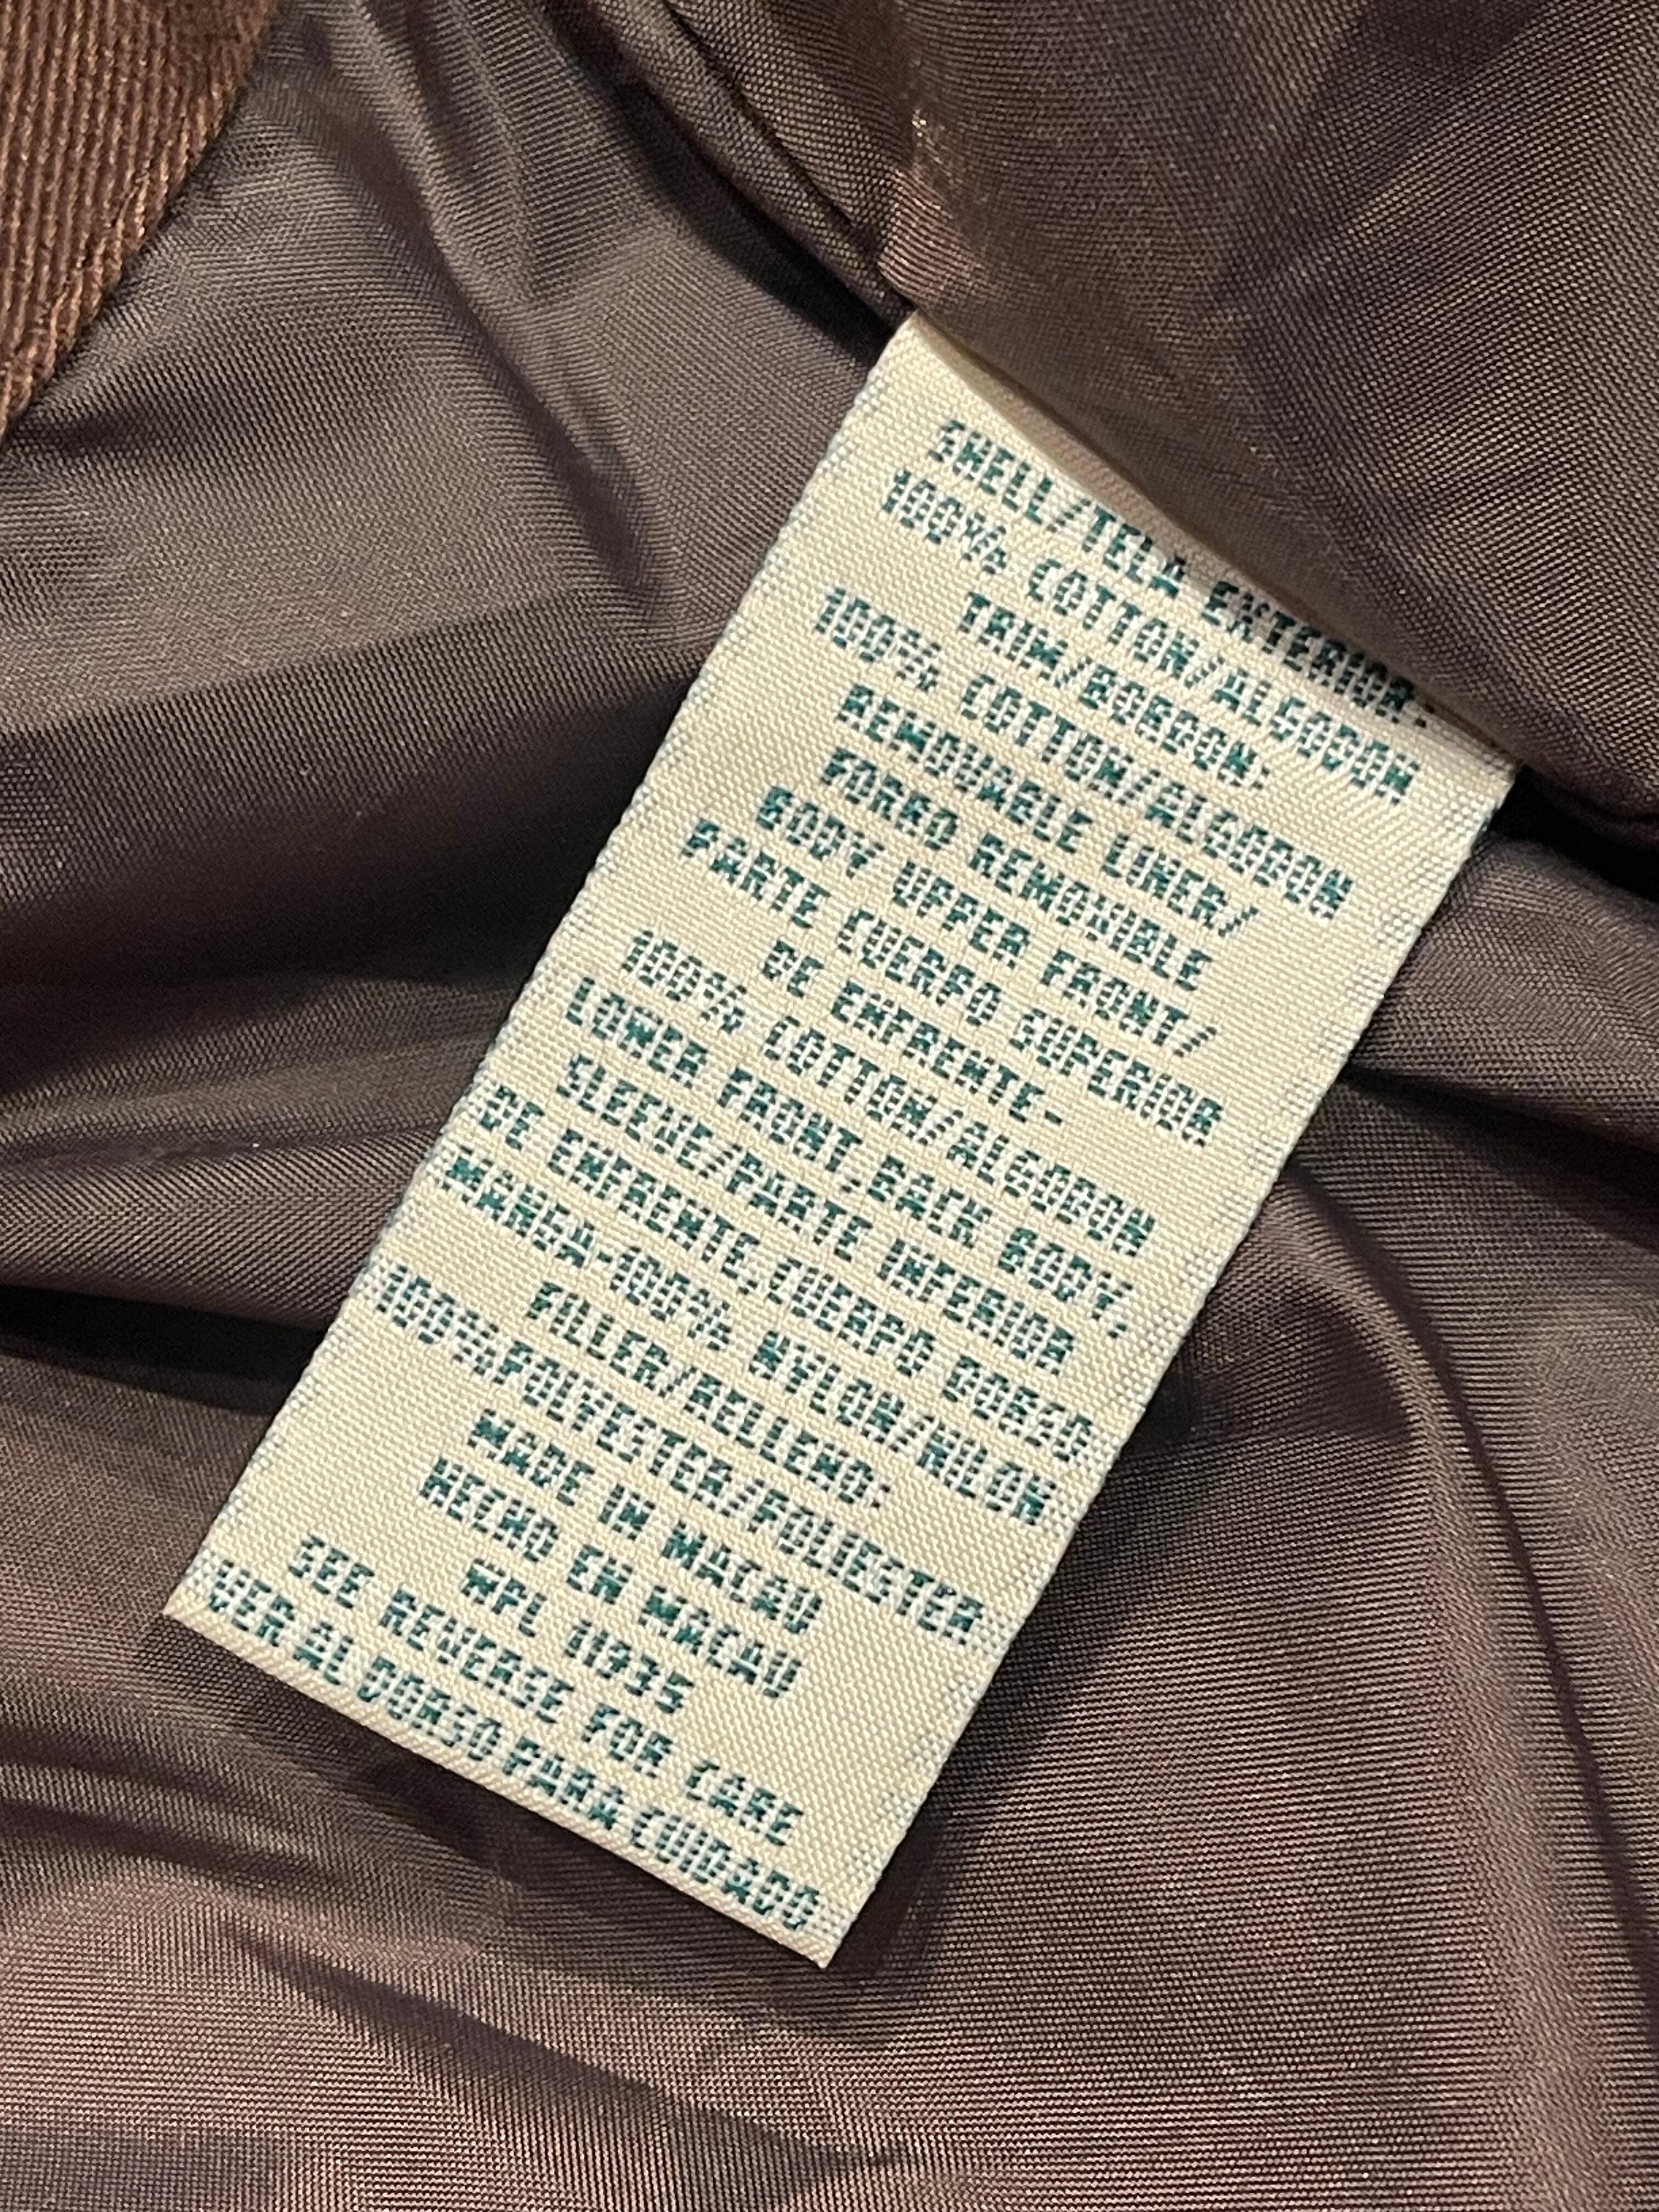 SHELL/TELA EXTERIOR-
100% COTTON/ALGODON
TRIM/BORDON:
100% COTTON/ALGODON
REMOVABLE LINER/
FORRO REMOVIBLE
BODY UPPER FRONT/
PARTE CUERPO SUPERIOR
DE ENFRENTE-
100% COTTON/ALGODON
LOWER FRONT,BACK BODY,
SLEEVE/PARTE INFERIOR
DE ENFRENTE,CUERPO DORSO
MANGA-100% NYLON/NILON
FILLER/RELLENO:
100%POLYESTER/POLIESTER
MADE IN MACAU
HECHO EN MACAU
WPL 11935
SEE REVERSE FOR CARE
VER AL DORSO PARA CUIDADO